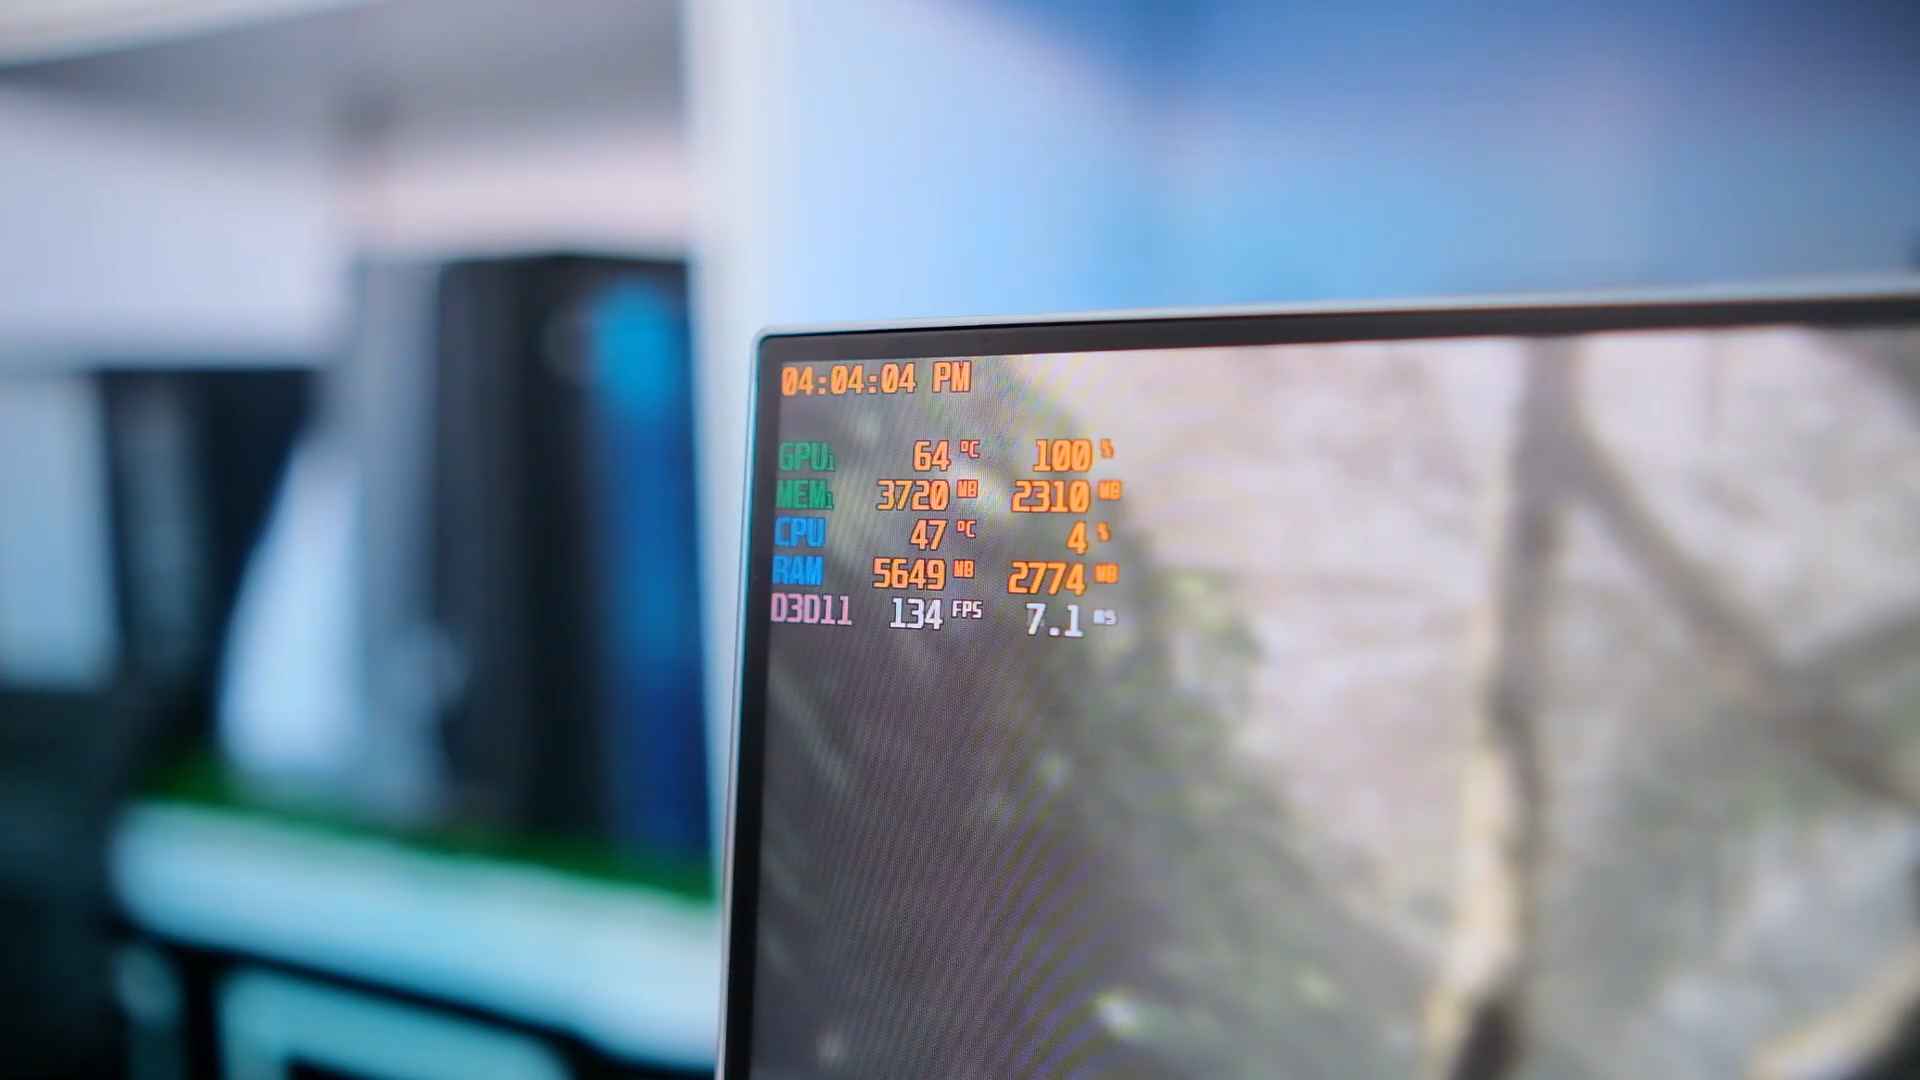 04:04:04 PM
GPU1 64 °C 100 %
MEM1 3720 MB 2310 MB
CPU 47 °C 4 %
RAM 5649 MB 2774 MB
D3D11 134 FPS 7.1 ms